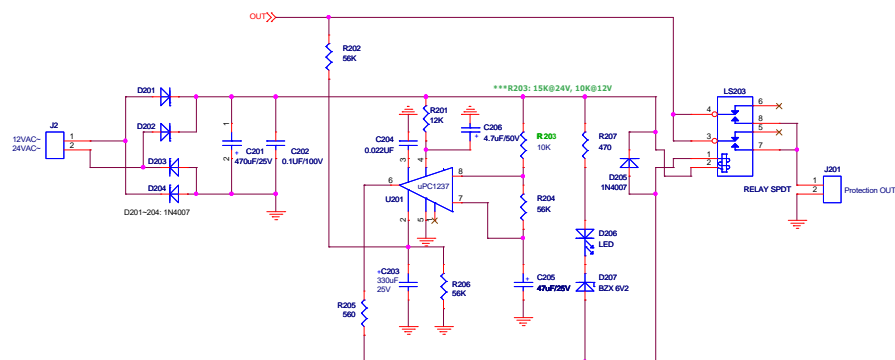 OUT
R202
56K
***R203: 15K@24V, 10K@12V
LS203
D201
J2
12VAC~
24VAC~
1
2
D202
D203
D204
D201~204: 1N4007
1
2
C201
470uF/25V
C202
0.1UF/100V
R201
12K
C204
0.022UF
C206
4.7uF/50V
R203
10K
R207
470
D205
1N4007
4
3
1
2
6
8
5
7
RELAY SPDT
J201
1
2
Protection OUT
3
4
6
uPC1237
8
7
U201
2
5
1
R204
56K
D206
LED
+C203
330uF
25V
R206
56K
C205
47uF/25V
D207
BZX 6V2
R205
560